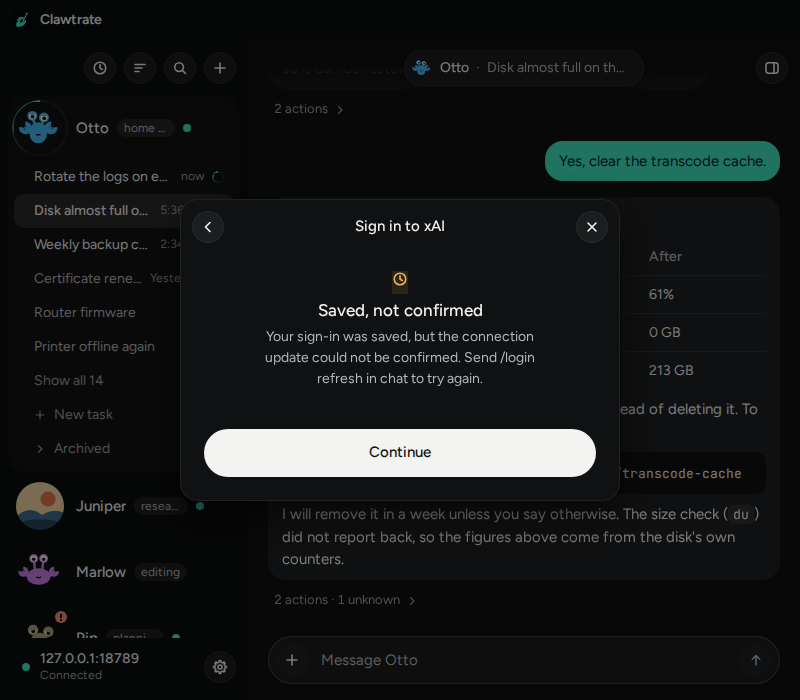 Clawtrate
Otto · Disk almost full on th...
Otto home ...
2 actions
Yes, clear the transcode cache.
Rotate the logs on e... now
Disk almost full o... 5:36
Weekly backup c... 2:34
Certificate rene... Yeste
Router firmware
Printer offline again
Show all 14
New task
Archived
Sign in to xAI
Saved, not confirmed
Your sign-in was saved, but the connection
update could not be confirmed. Send /login
refresh in chat to try again.
Continue
After
61%
0 GB
213 GB
ead of deleting it. To
/transcode-cache
I will remove it in a week unless you say otherwise. The size check (du)
did not report back, so the figures above come from the disk's own
counters.
2 actions · 1 unknown
Juniper resea...
Marlow editing
Pip planni...
127.0.0.1:18789
Connected
Message Otto